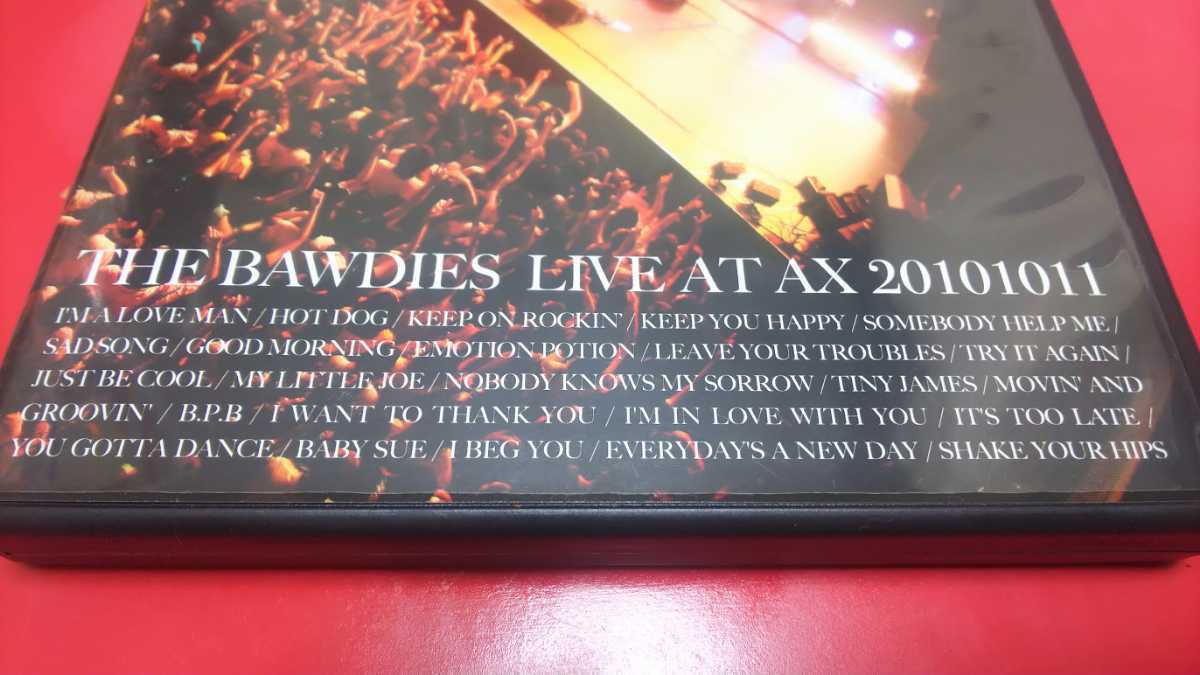 THE BAWDIES LIVE AT AX 20101011
I'M A LOVE MAN / HOT DOG / KEEP ON ROCKIN' / KEEP YOU HAPPY / SOMEBODY HELP ME /
SAD SONG / GOOD MORNING / EMOTION POTION / LEAVE YOUR TROUBLES / TRY IT AGAIN /
JUST BE COOL / MY LITTLE JOE / NOBODY KNOWS MY SORROW / TINY JAMES / MOVIN' AND
GROOVIN' / B.P.B / I WANT TO THANK YOU / I'M IN LOVE WITH YOU / IT'S TOO LATE /
YOU GOTTA DANCE / BABY SUE / I BEG YOU / EVERYDAY'S A NEW DAY / SHAKE YOUR HIPS